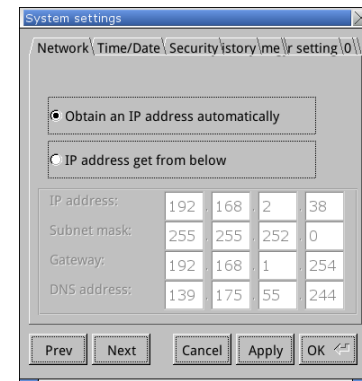 System settings
Network Time/Date Security istory me r setting 0
Obtain an IP address automatically
IP address get from below
IP address: 192 . 168 . 2 . 38
Subnet mask: 255 . 255 . 252 . 0
Gateway: 192 . 168 . 1 . 254
DNS address: 139 . 175 . 55 . 244
Prev Next Cancel Apply OK